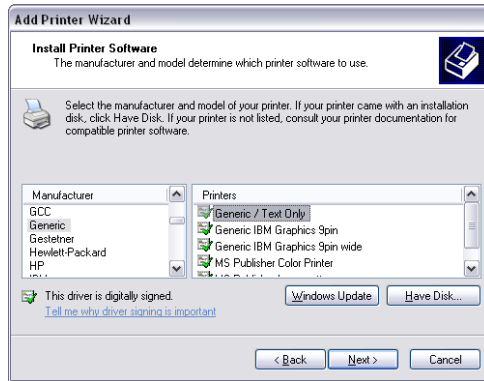 Add Printer Wizard
Install Printer Software
The manufacturer and model determine which printer software to use.
Select the manufacturer and model of your printer. If your printer came with an installation
disk, click Have Disk. If your printer is not listed, consult your printer documentation for
compatible printer software.
Manufacturer
GCC
Generic
Gestetner
Hewlett-Packard
HP
Printers
Generic / Text Only
Generic IBM Graphics 9pin
Generic IBM Graphics 9pin wide
MS Publisher Color Printer
This driver is digitally signed.
Tell me why driver signing is important
Windows Update
Have Disk...
< Back
Next >
Cancel